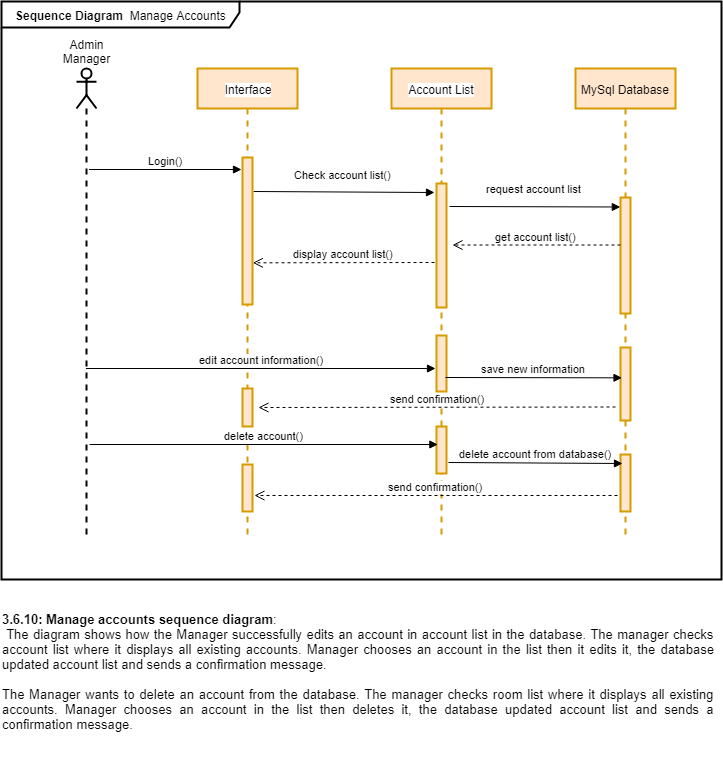 Sequence Diagram Manage Accounts
Admin
Manager
Interface
Account List
MySql Database
Login()
Check account list()
request account list
get account list()
display account list()
edit account information()
save new information
send confirmation()
delete account()
delete account from database()
send confirmation()
3.6.10: Manage accounts sequence diagram:
The diagram shows how the Manager successfully edits an account in account list in the database. The manager checks
account list where it displays all existing accounts. Manager chooses an account in the list then it edits it, the database
updated account list and sends a confirmation message.
The Manager wants to delete an account from the database. The manager checks room list where it displays all existing
accounts. Manager chooses an account in the list then deletes it, the database updated account list and sends a
confirmation message.